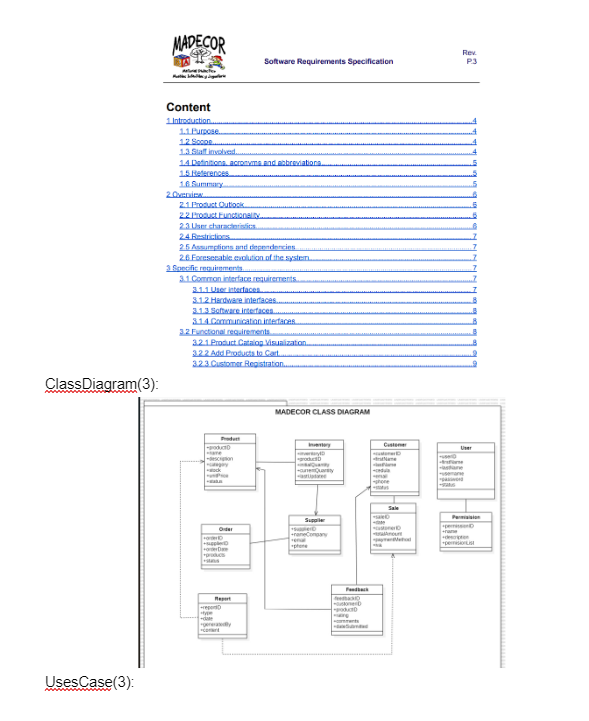 MADECOR
Rev.
Software Requirements Specification
P.3
Material Didactico
Content
1 Introduction 4
1.1 Purpose 4
1.2 Scope 4
1.3 Staff involved 4
1.4 Definitions, acronyms and abbreviations 5
1.5 References 5
1.6 Summary 5
2 Overview 6
2.1 Product Outlook 6
2.2 Product Functionality 6
2.3 User characteristics 6
2.4 Restrictions 7
2.5 Assumptions and dependencies 7
2.6 Foreseeable evolution of the system 7
3 Specific requirements 7
3.1 Common interface requirements 7
3.1.1 User interfaces 7
3.1.2 Hardware interfaces 8
3.1.3 Software interfaces 8
3.1.4 Communication interfaces 8
3.2 Functional requirements 8
3.2.1 Product Catalog Visualization 8
3.2.2 Add Products to Cart 9
3.2.3 Customer Registration 9
ClassDiagram(3):
MADECOR CLASS DIAGRAM
Product
+productID
+name
+description
+category
+stock
+unitPrice
+status
Inventory
+inventoryID
+productID
+initialQuantity
+currentQuantity
+lastUpdated
Customer
+customerID
+firstName
+lastName
+cedula
+email
+phone
+status
User
+userID
+firstName
+lastName
+username
+password
+status
Supplier
+supplierID
+nameCompany
+email
+phone
Sale
+saleID
+date
+customerID
+totalAmount
+paymentMethod
+iva
Permission
+permissionID
+name
+description
+permissionList
Order
+orderID
+supplierID
+orderDate
+products
+status
Report
+reportID
+type
+date
+generatedBy
+content
Feedback
-feedbackID
+customerID
+productID
+rating
+comments
+dateSubmitted
UsesCase(3):